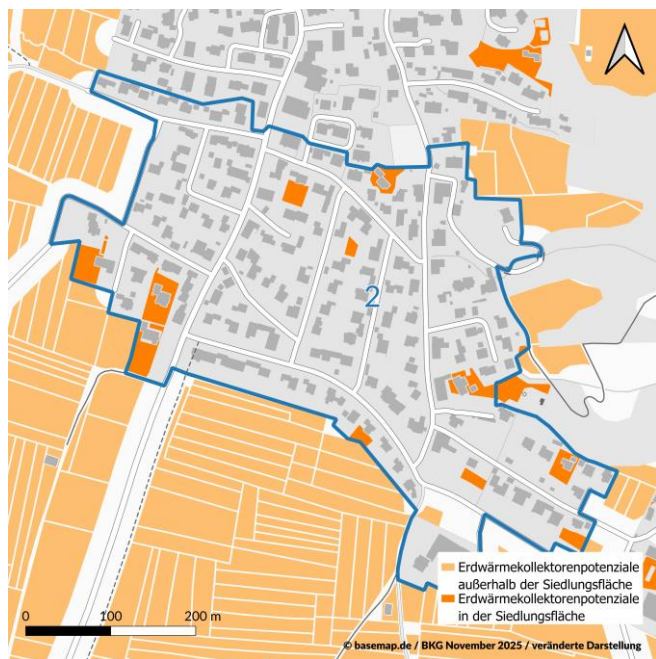 2
Erdwärmekollektorenpotenziale
außerhalb der Siedlungsfläche
Erdwärmekollektorenpotenziale
in der Siedlungsfläche
0 100 200 m
© basemap.de / BKG November 2025 / veränderte Darstellung